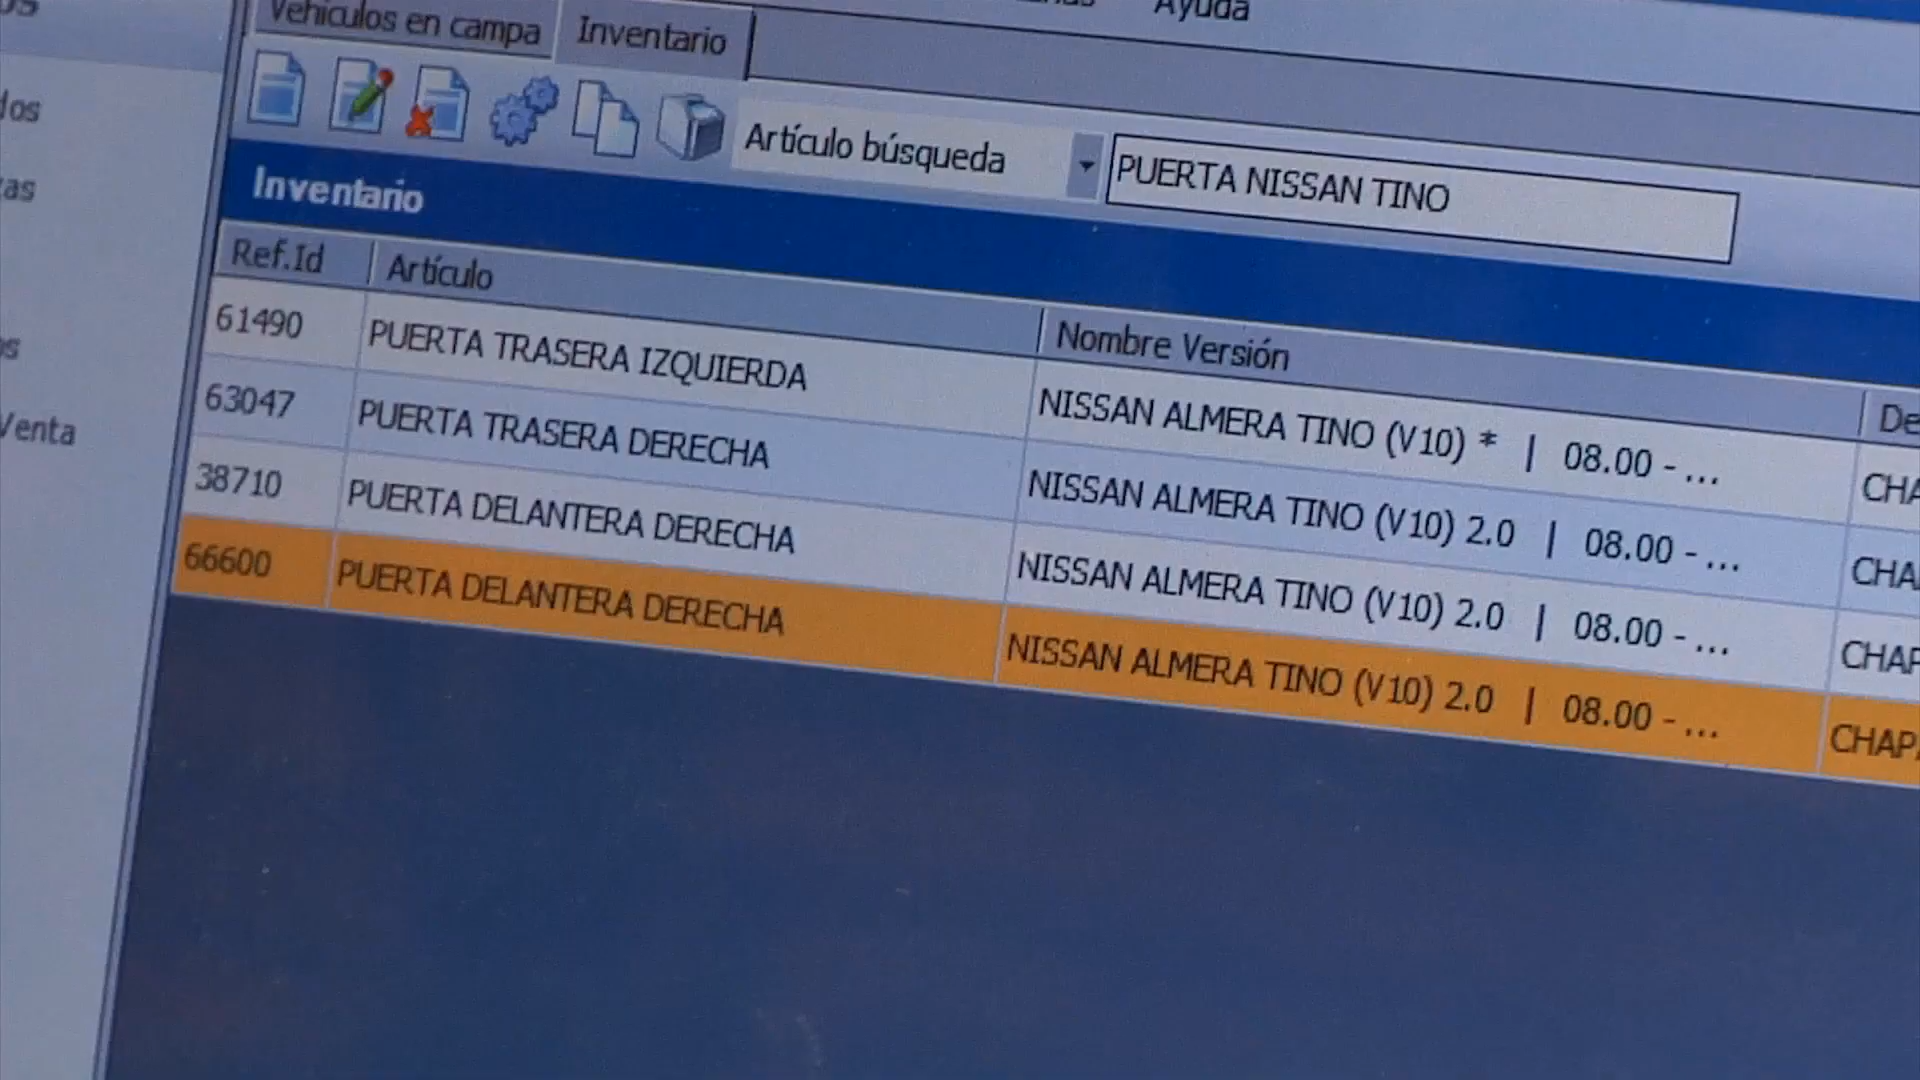 Ayuda
Vehículos en campa Inventario
Artículo búsqueda PUERTA NISSAN TINO
Inventario
Ref.Id Artículo Nombre Versión
61490 PUERTA TRASERA IZQUIERDA NISSAN ALMERA TINO (V10) * | 08.00 - ...
63047 PUERTA TRASERA DERECHA NISSAN ALMERA TINO (V10) 2.0 | 08.00 - ...
38710 PUERTA DELANTERA DERECHA NISSAN ALMERA TINO (V10) 2.0 | 08.00 - ...
66600 PUERTA DELANTERA DERECHA NISSAN ALMERA TINO (V10) 2.0 | 08.00 - ...
Venta